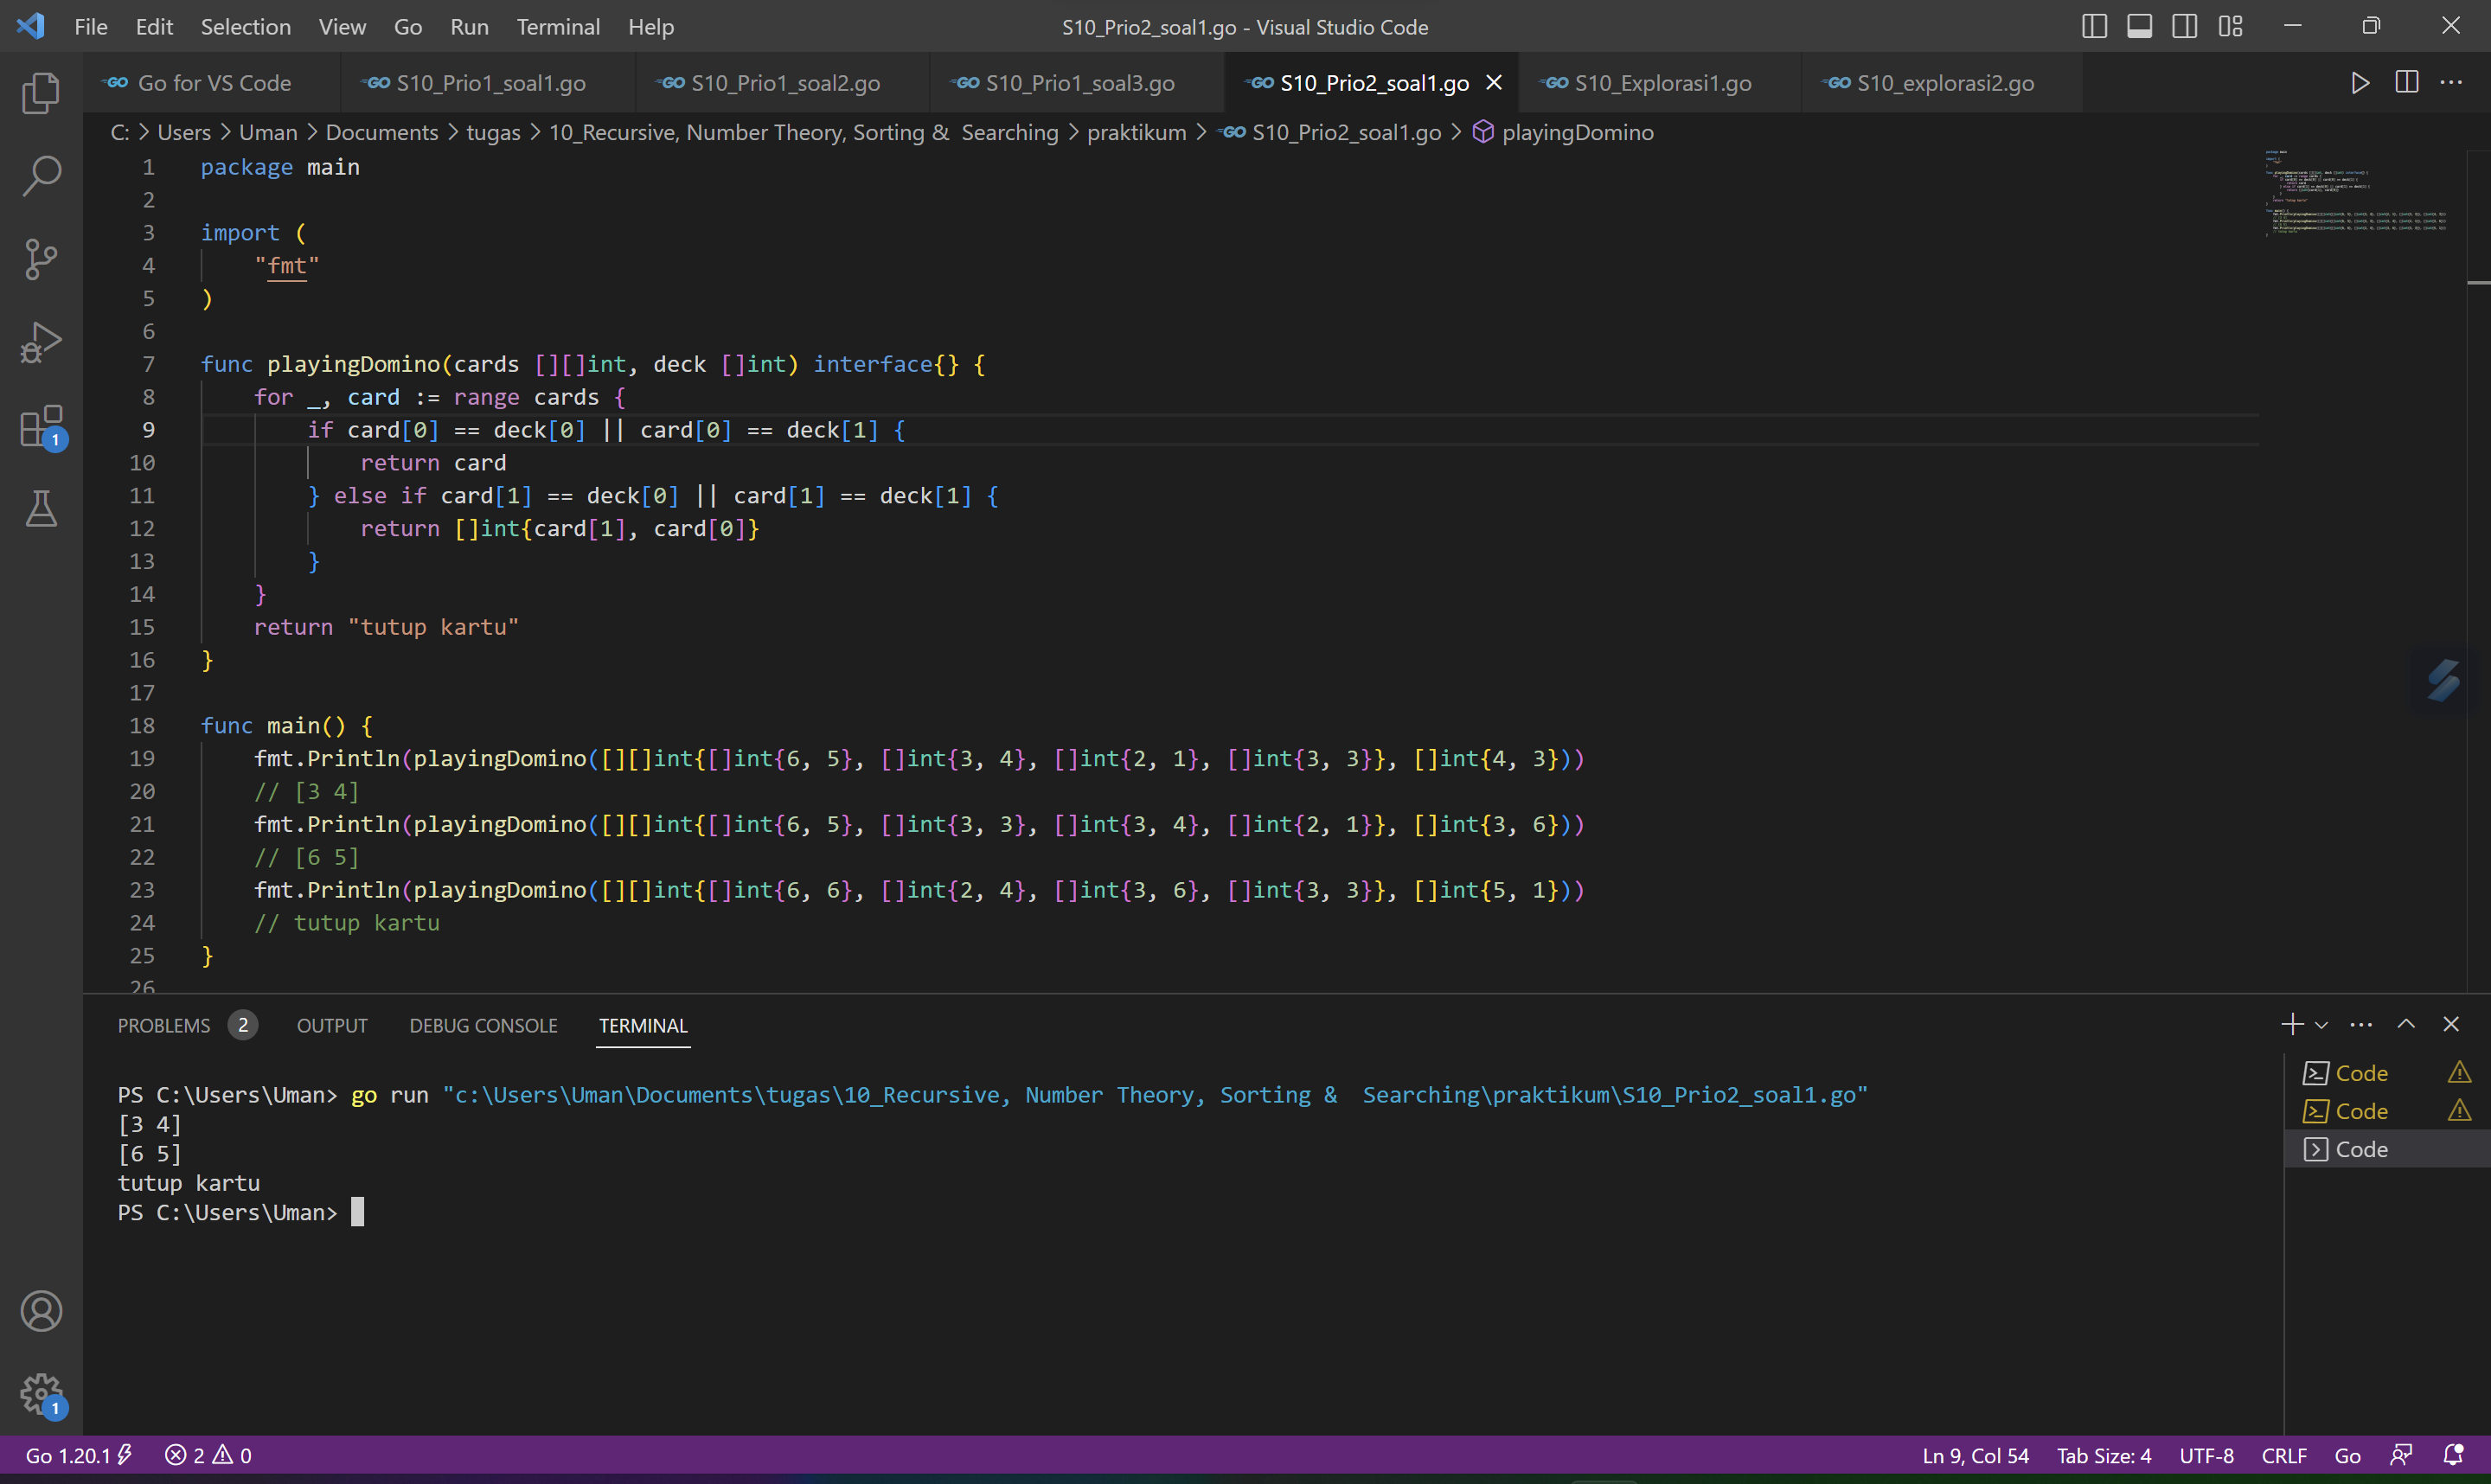 File Edit Selection View Go Run Terminal Help S10_Prio2_soal1.go - Visual Studio Code
Go for VS Code S10_Prio1_soal1.go S10_Prio1_soal2.go S10_Prio1_soal3.go S10_Prio2_soal1.go S10_Explorasi1.go S10_explorasi2.go
C: > Users > Uman > Documents > tugas > 10_Recursive, Number Theory, Sorting &  Searching > praktikum > S10_Prio2_soal1.go > playingDomino
1 package main
2
3 import (
4     "fmt"
5 )
6
7 func playingDomino(cards [][]int, deck []int) interface{} {
8     for _, card := range cards {
9         if card[0] == deck[0] || card[0] == deck[1] {
10             return card
11         } else if card[1] == deck[0] || card[1] == deck[1] {
12             return []int{card[1], card[0]}
13         }
14     }
15     return "tutup kartu"
16 }
17
18 func main() {
19     fmt.Println(playingDomino([][]int{[]int{6, 5}, []int{3, 4}, []int{2, 1}, []int{3, 3}}, []int{4, 3}))
20     // [3 4]
21     fmt.Println(playingDomino([][]int{[]int{6, 5}, []int{3, 3}, []int{3, 4}, []int{2, 1}}, []int{3, 6}))
22     // [6 5]
23     fmt.Println(playingDomino([][]int{[]int{6, 6}, []int{2, 4}, []int{3, 6}, []int{3, 3}}, []int{5, 1}))
24     // tutup kartu
25 }
26
PROBLEMS 2 OUTPUT DEBUG CONSOLE TERMINAL
PS C:\Users\Uman> go run "c:\Users\Uman\Documents\tugas\10_Recursive, Number Theory, Sorting &  Searching\praktikum\S10_Prio2_soal1.go"
[3 4]
[6 5]
tutup kartu
PS C:\Users\Uman>
Code
Code
Code
1
1
Go 1.20.1 2 0 Ln 9, Col 54 Tab Size: 4 UTF-8 CRLF Go